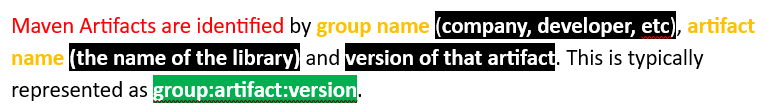 Maven Artifacts are identified by group name (company, developer, etc), artifact
name (the name of the library) and version of that artifact. This is typically
represented as group:artifact:version.